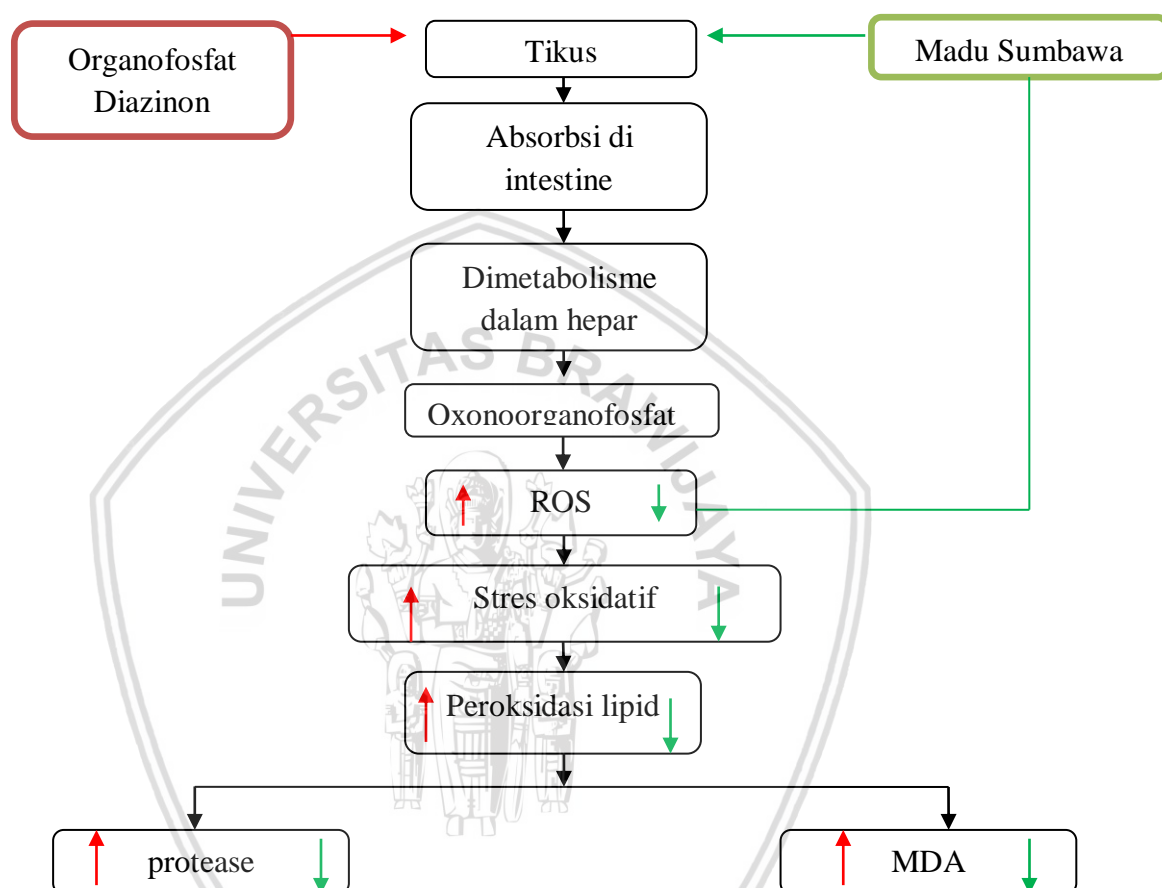 Organofosfat
Diazinon
Tikus
Madu Sumbawa
Absorbsi di
intestine
Dimetabolisme
dalam hepar
Oxonoorganofosfat
ROS
Stres oksidatif
Peroksidasi lipid
protease
MDA
UNIVERSITAS BRAWIJAYA